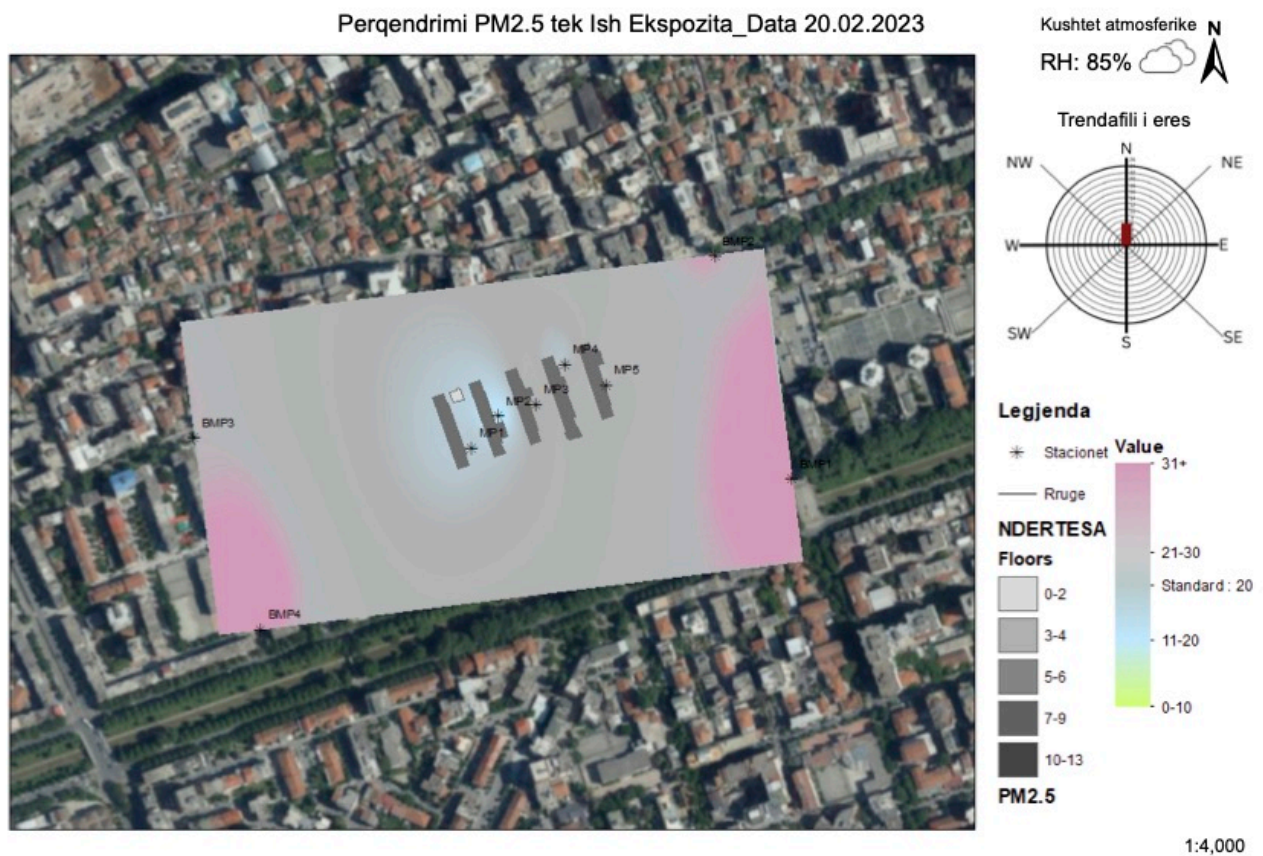 Perqendrimi PM2.5 tek Ish Ekspozita_Data 20.02.2023
Kushtet atmosferike
N
RH: 85%
Trendafili i eres
N
NW
NE
W
E
SW
SE
S
BMP2
MP4
MP5
MP3
MP2
MP1
BMP3
BMP1
BMP4
Legjenda
Stacionet
Rruge
NDERTESA
Floors
0-2
3-4
5-6
7-9
10-13
PM2.5
Value
31+
21-30
Standard : 20
11-20
0-10
1:4,000